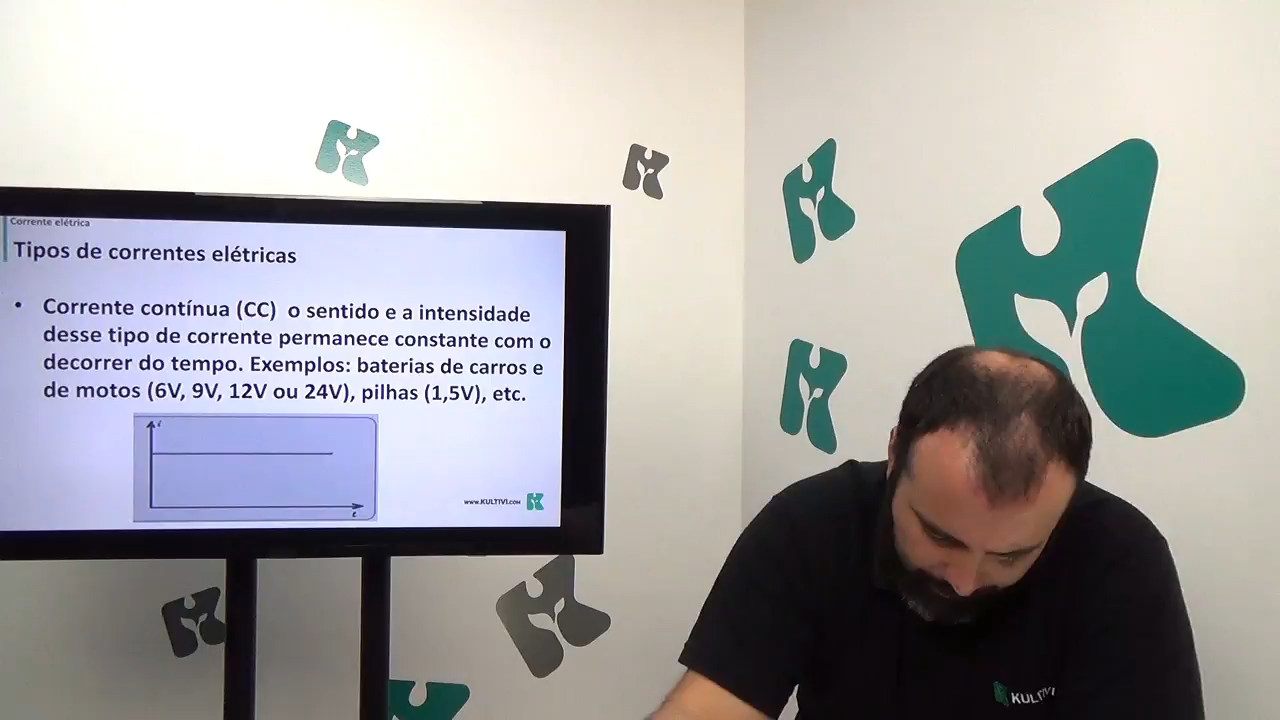 Corrente elétrica
Tipos de correntes elétricas
• Corrente contínua (CC)  o sentido e a intensidade
desse tipo de corrente permanece constante com o
decorrer do tempo. Exemplos: baterias de carros e
de motos (6V, 9V, 12V ou 24V), pilhas (1,5V), etc.
i
t
www.KULTIVI.com
KULTIVI